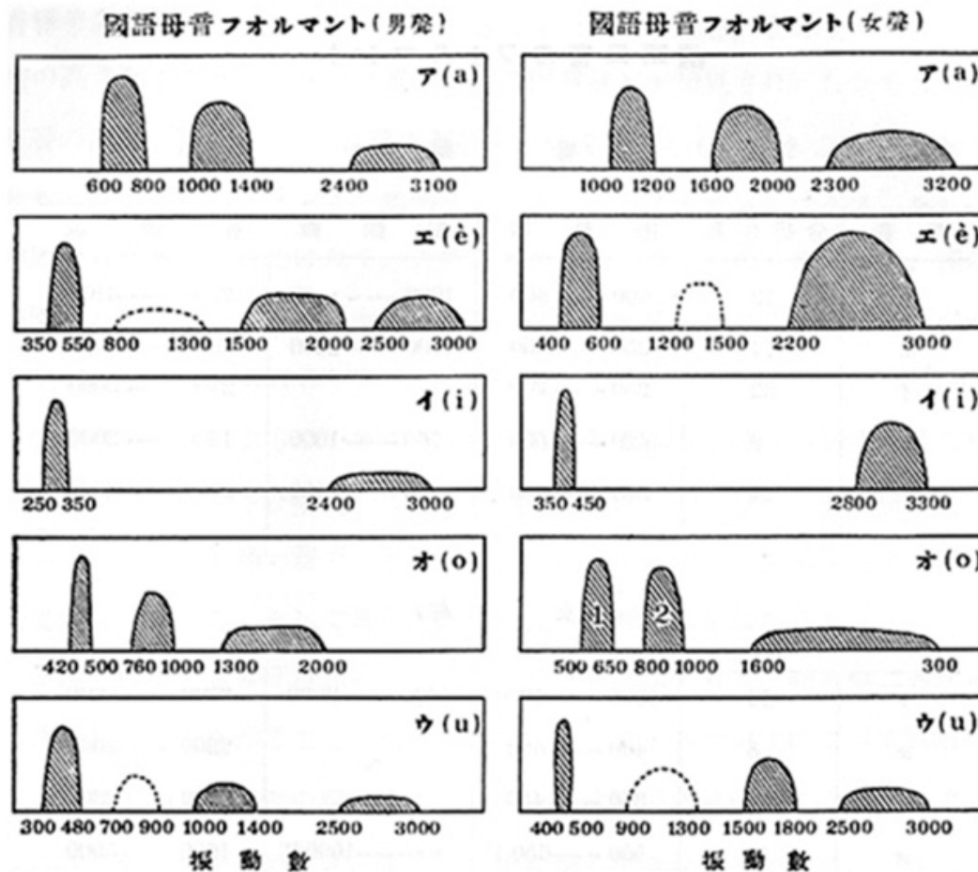 國語母音フオルマント(男聲)
ア(a)
600 800 1000 1400 2400 3100
エ(è)
350 550 800 1300 1500 2000 2500 3000
イ(i)
250 350 2400 3000
オ(o)
420 500 760 1000 1300 2000
ウ(u)
300 480 700 900 1000 1400 2500 3000
振動數
國語母音フオルマント(女聲)
ア(a)
1000 1200 1600 2000 2300 3200
エ(è)
400 600 1200 1500 2200 3000
イ(i)
350 450 2800 3300
オ(o)
1 2
500 650 800 1000 1600 300
ウ(u)
400 500 900 1300 1500 1800 2500 3000
振動數